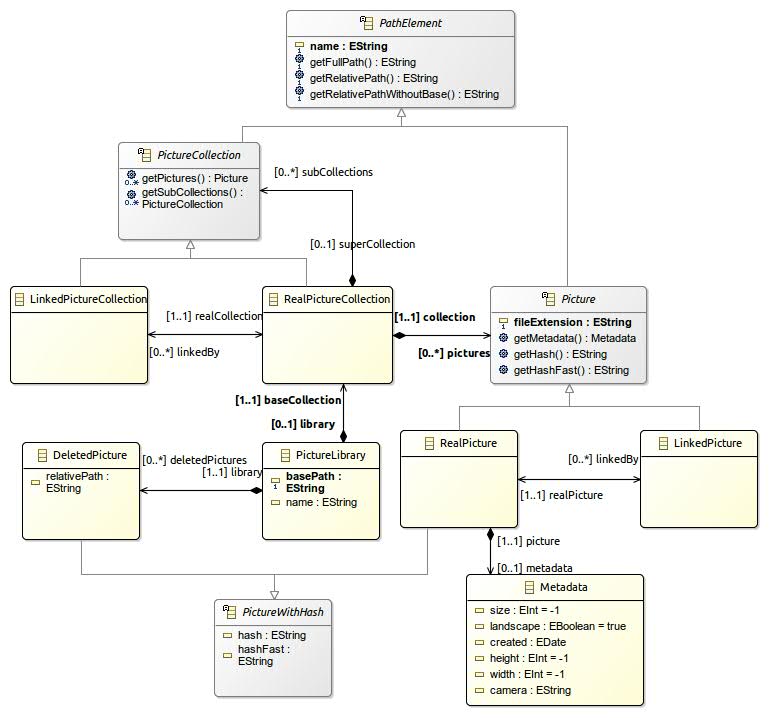 PathElement
name : EString
getFullPath() : EString
getRelativePath() : EString
getRelativePathWithoutBase() : EString
PictureCollection
getPictures() : Picture
0..*
getSubCollections() :
0..*
PictureCollection
[0..*] subCollections
[0..1] superCollection
LinkedPictureCollection
[1..1] realCollection
[0..*] linkedBy
RealPictureCollection
[1..1] collection
[0..*] pictures
Picture
fileExtension : EString
getMetadata() : Metadata
getHash() : EString
getHashFast() : EString
[1..1] baseCollection
[0..1] library
DeletedPicture
relativePath :
EString
[0..*] deletedPictures
[1..1] library
PictureLibrary
basePath :
EString
name : EString
RealPicture
[0..*] linkedBy
[1..1] realPicture
LinkedPicture
[1..1] picture
[0..1] metadata
PictureWithHash
hash : EString
hashFast :
EString
Metadata
size : EInt = -1
landscape : EBoolean = true
created : EDate
height : EInt = -1
width : EInt = -1
camera : EString